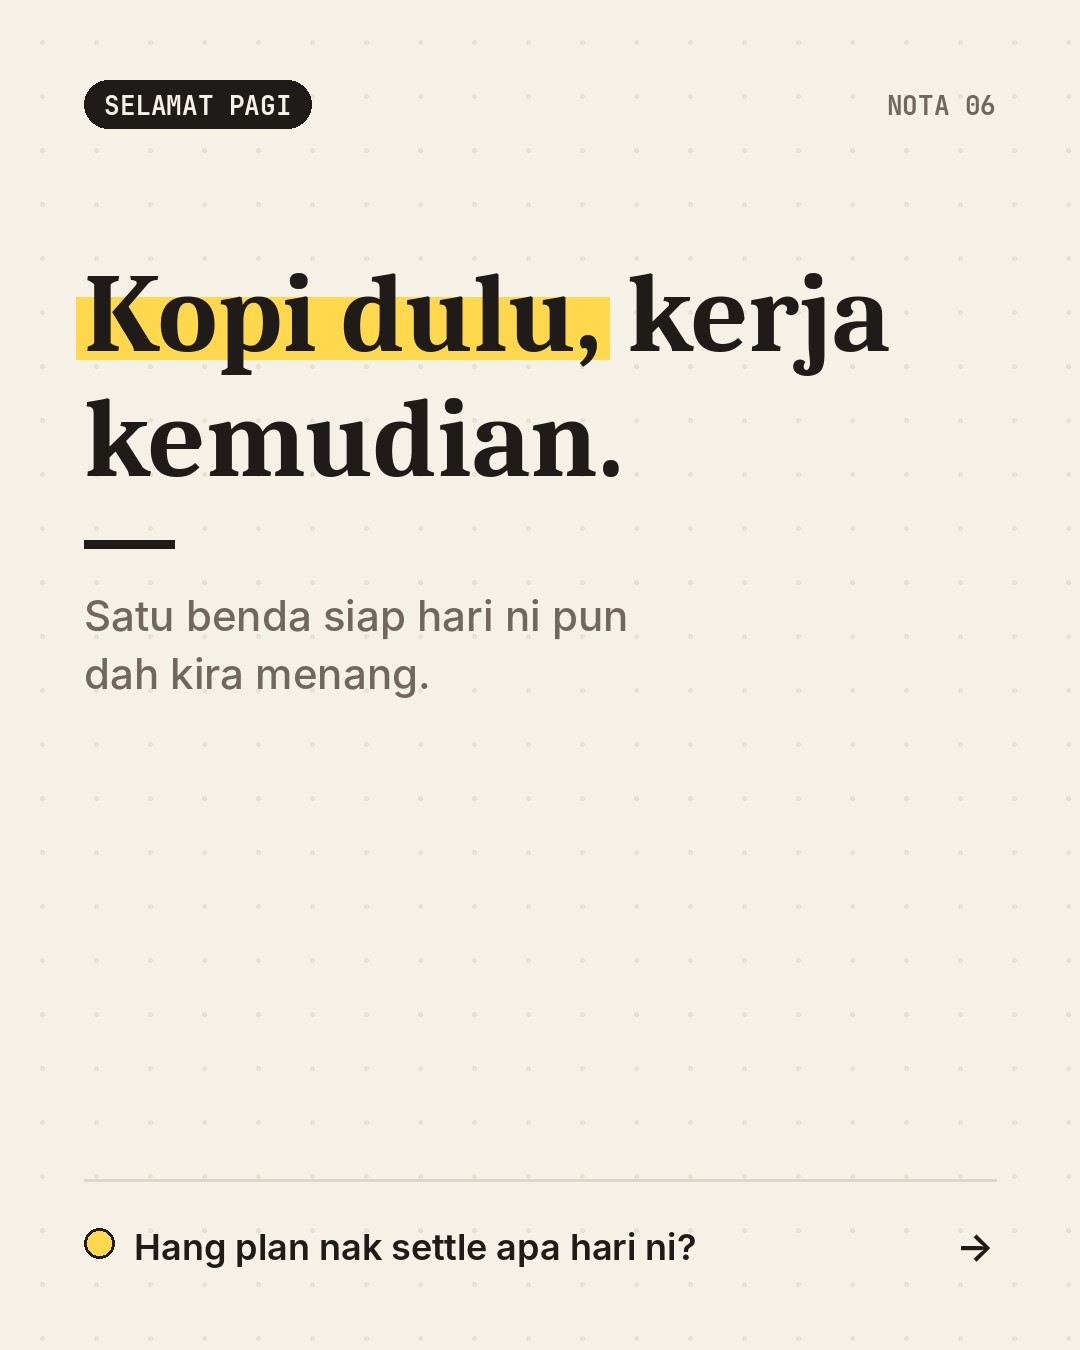 SELAMAT PAGI
NOTA 06
Kopi dulu, kerja
kemudian.
Satu benda siap hari ni pun
dah kira menang.
Hang plan nak settle apa hari ni?
→